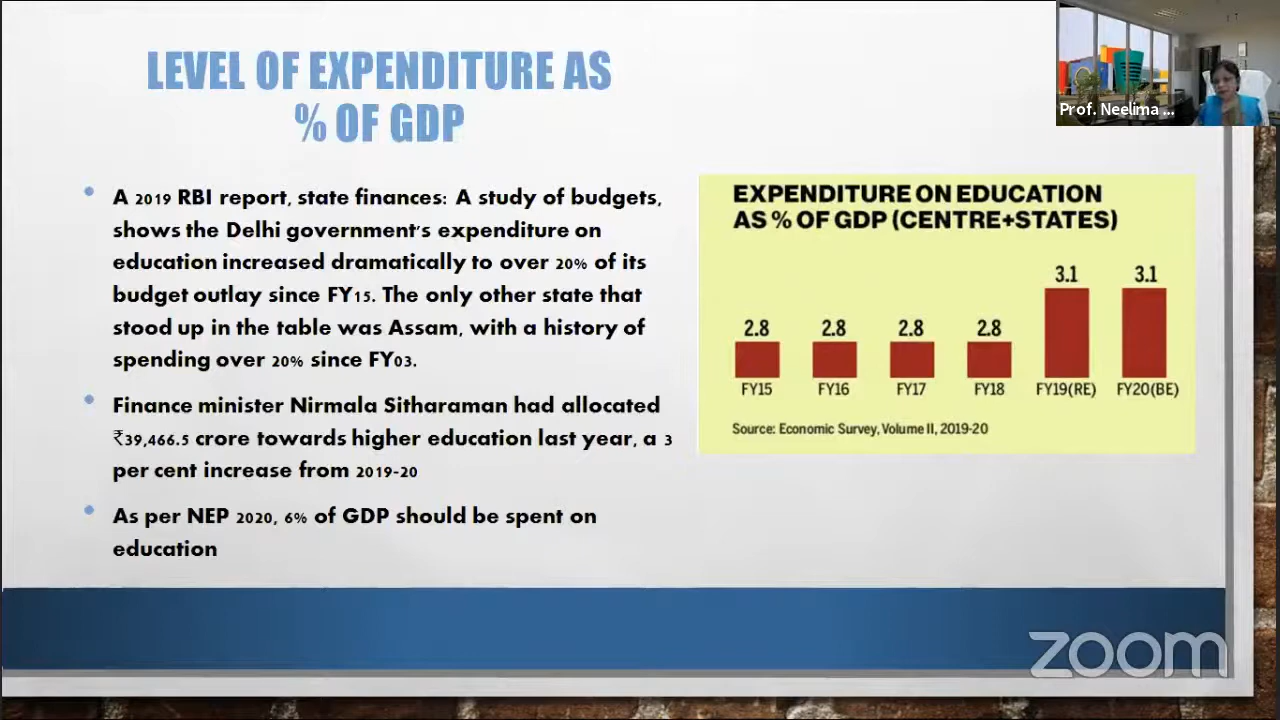 LEVEL OF EXPENDITURE AS
% OF GDP
Prof. Neelima ...
• A 2019 RBI report, state finances: A study of budgets,
shows the Delhi government's expenditure on
education increased dramatically to over 20% of its
budget outlay since FY15. The only other state that
stood up in the table was Assam, with a history of
spending over 20% since FY03.
• Finance minister Nirmala Sitharaman had allocated
₹39,466.5 crore towards higher education last year, a 3
per cent increase from 2019-20
• As per NEP 2020, 6% of GDP should be spent on
education
EXPENDITURE ON EDUCATION
AS % OF GDP (CENTRE+STATES)
2.8 2.8 2.8 2.8 3.1 3.1
FY15 FY16 FY17 FY18 FY19(RE) FY20(BE)
Source: Economic Survey, Volume II, 2019-20
zoom